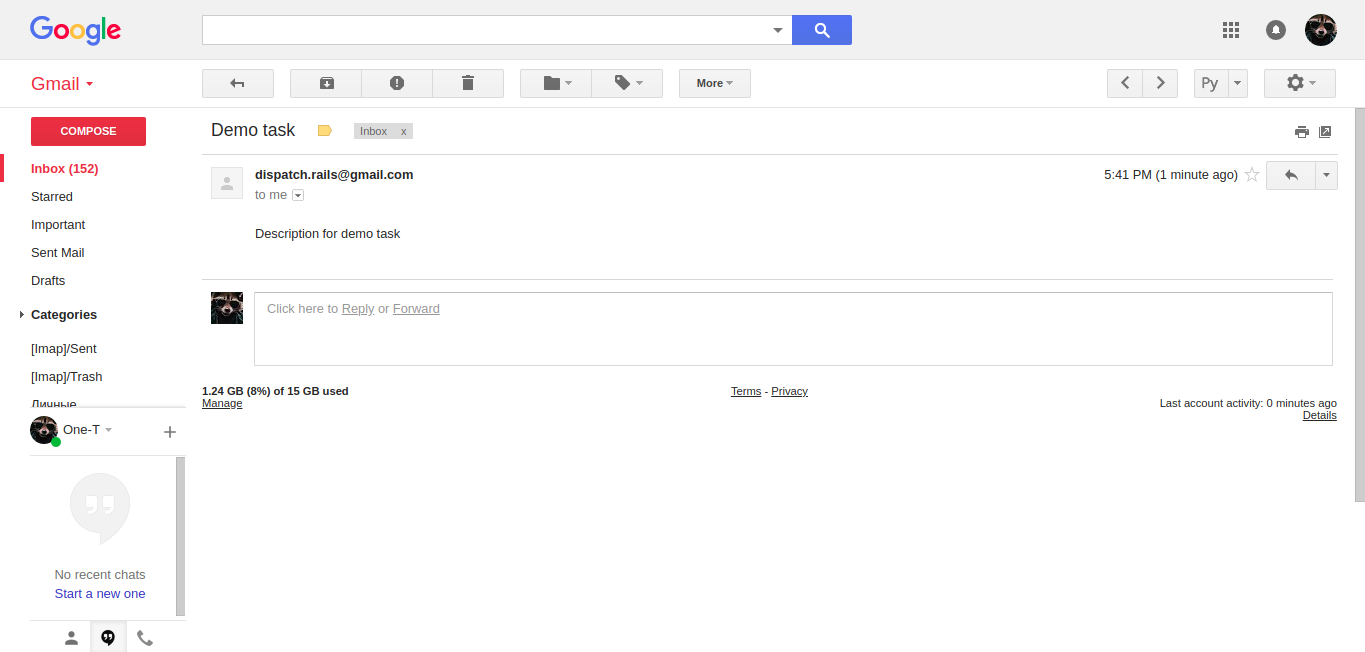 Google
Gmail
More
Ру
COMPOSE
Demo task
Inbox x
Inbox (152)
Starred
Important
Sent Mail
Drafts
Categories
[Imap]/Sent
[Imap]/Trash
Личные
dispatch.rails@gmail.com
5:41 PM (1 minute ago)
to me
Description for demo task
Click here to Reply or Forward
1.24 GB (8%) of 15 GB used
Manage
Terms - Privacy
Last account activity: 0 minutes ago
Details
One-T
No recent chats
Start a new one